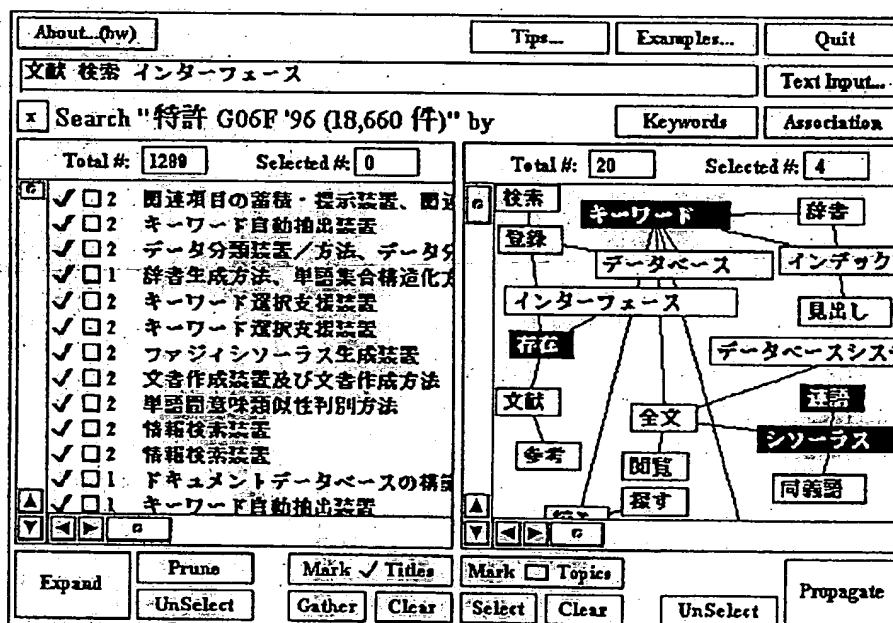 About...(hw)
Tips...
Examples...
Quit
文献 検索 インターフェース
Text Input...
x
Search "特許 G06F '96 (18,660 件)" by
Keywords
Association
Total #: 1289
Selected #: 0
2 関連項目の蓄積・提示装置、関連
2 キーワード自動抽出装置
2 データ分類装置/方法、データ分
1 辞書生成方法、単語集合構造化方
2 キーワード選択支援装置
2 キーワード選択支援装置
2 ファジィシソーラス生成装置
2 文書作成装置及び文書作成方法
2 単語間意味類似性判別方法
2 情報検索装置
2 情報検索装置
1 ドキュメントデータベースの構築
1 キーワード自動抽出装置
Total #: 20
Selected #: 4
検索
キーワード
辞書
登録
データベース
インデック
インターフェース
見出し
存在
データベースシス
文献
全文
連語
シソーラス
参考
閲覧
探す
同義語
Expand
Prune
UnSelect
Mark ✓ Titles
Gather
Clear
Mark □ Topics
Select
Clear
UnSelect
Propagate